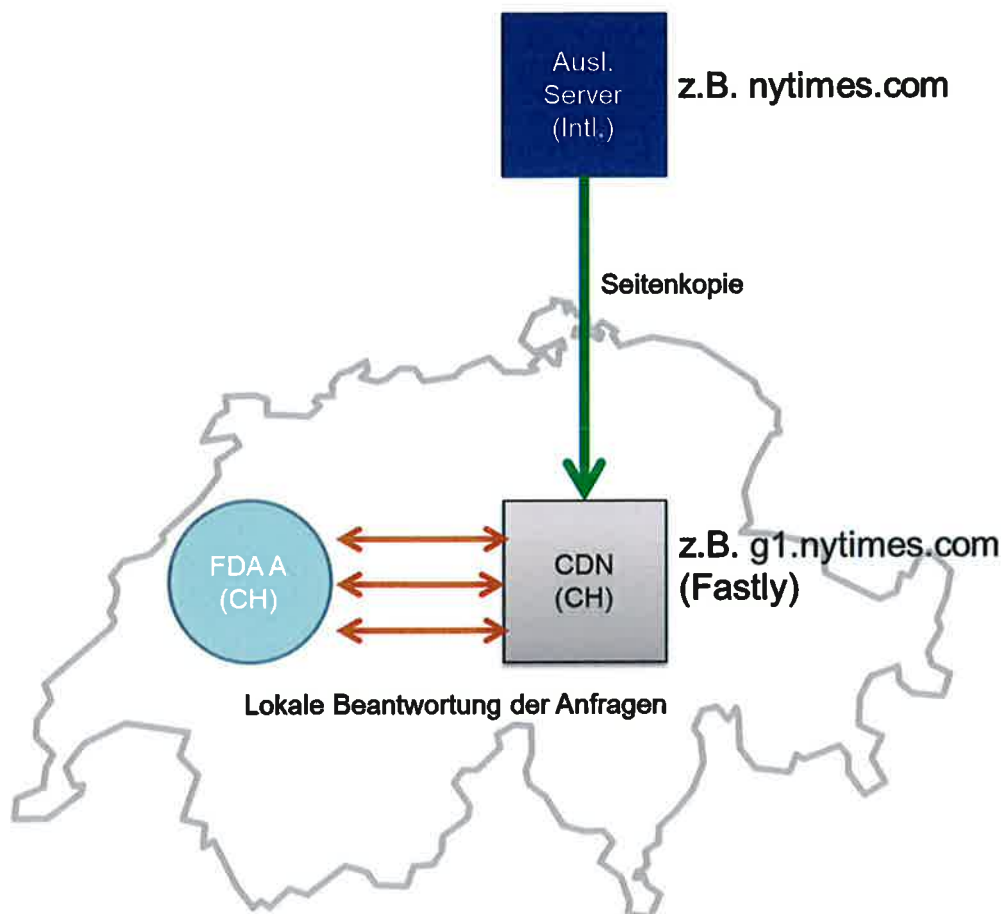 Ausl.
Server
(Intl.)
z.B. nytimes.com
Seitenkopie
FDA A
(CH)
CDN
(CH)
z.B. g1.nytimes.com
(Fastly)
Lokale Beantwortung der Anfragen